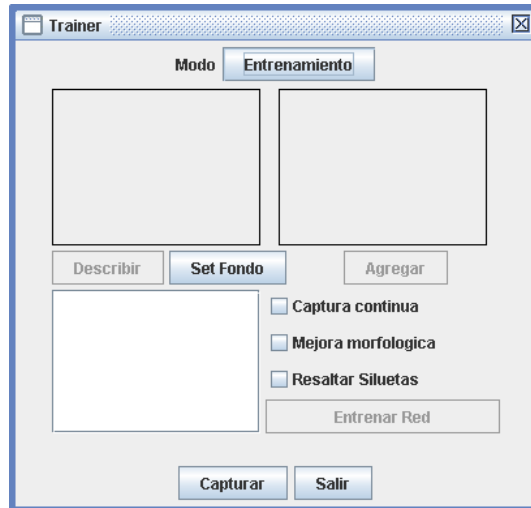 Trainer
Modo Entrenamiento
Describir Set Fondo Agregar
Captura continua
Mejora morfologica
Resaltar Siluetas
Entrenar Red
Capturar Salir